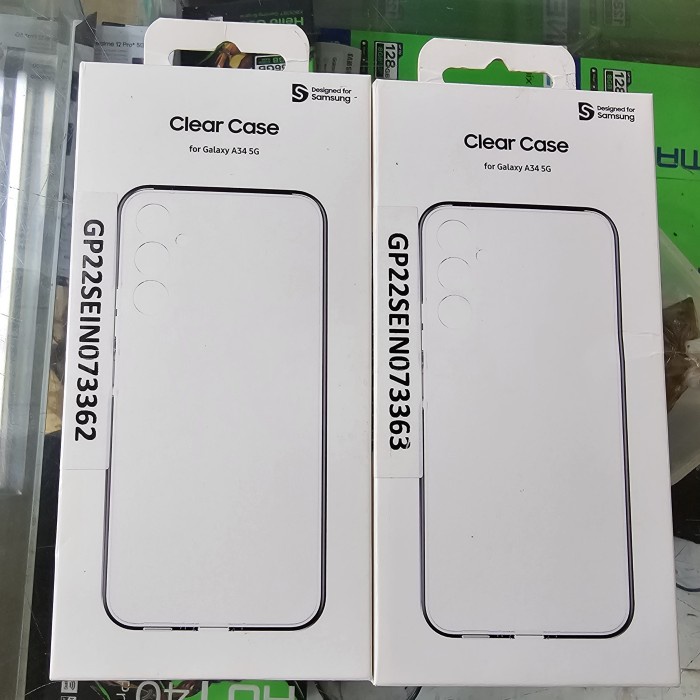 Designed for
Samsung
Clear Case
for Galaxy A34 5G
GP22SEIN073362
Designed for
Samsung
Clear Case
for Galaxy A34 5G
GP22SEIN073363
128GB